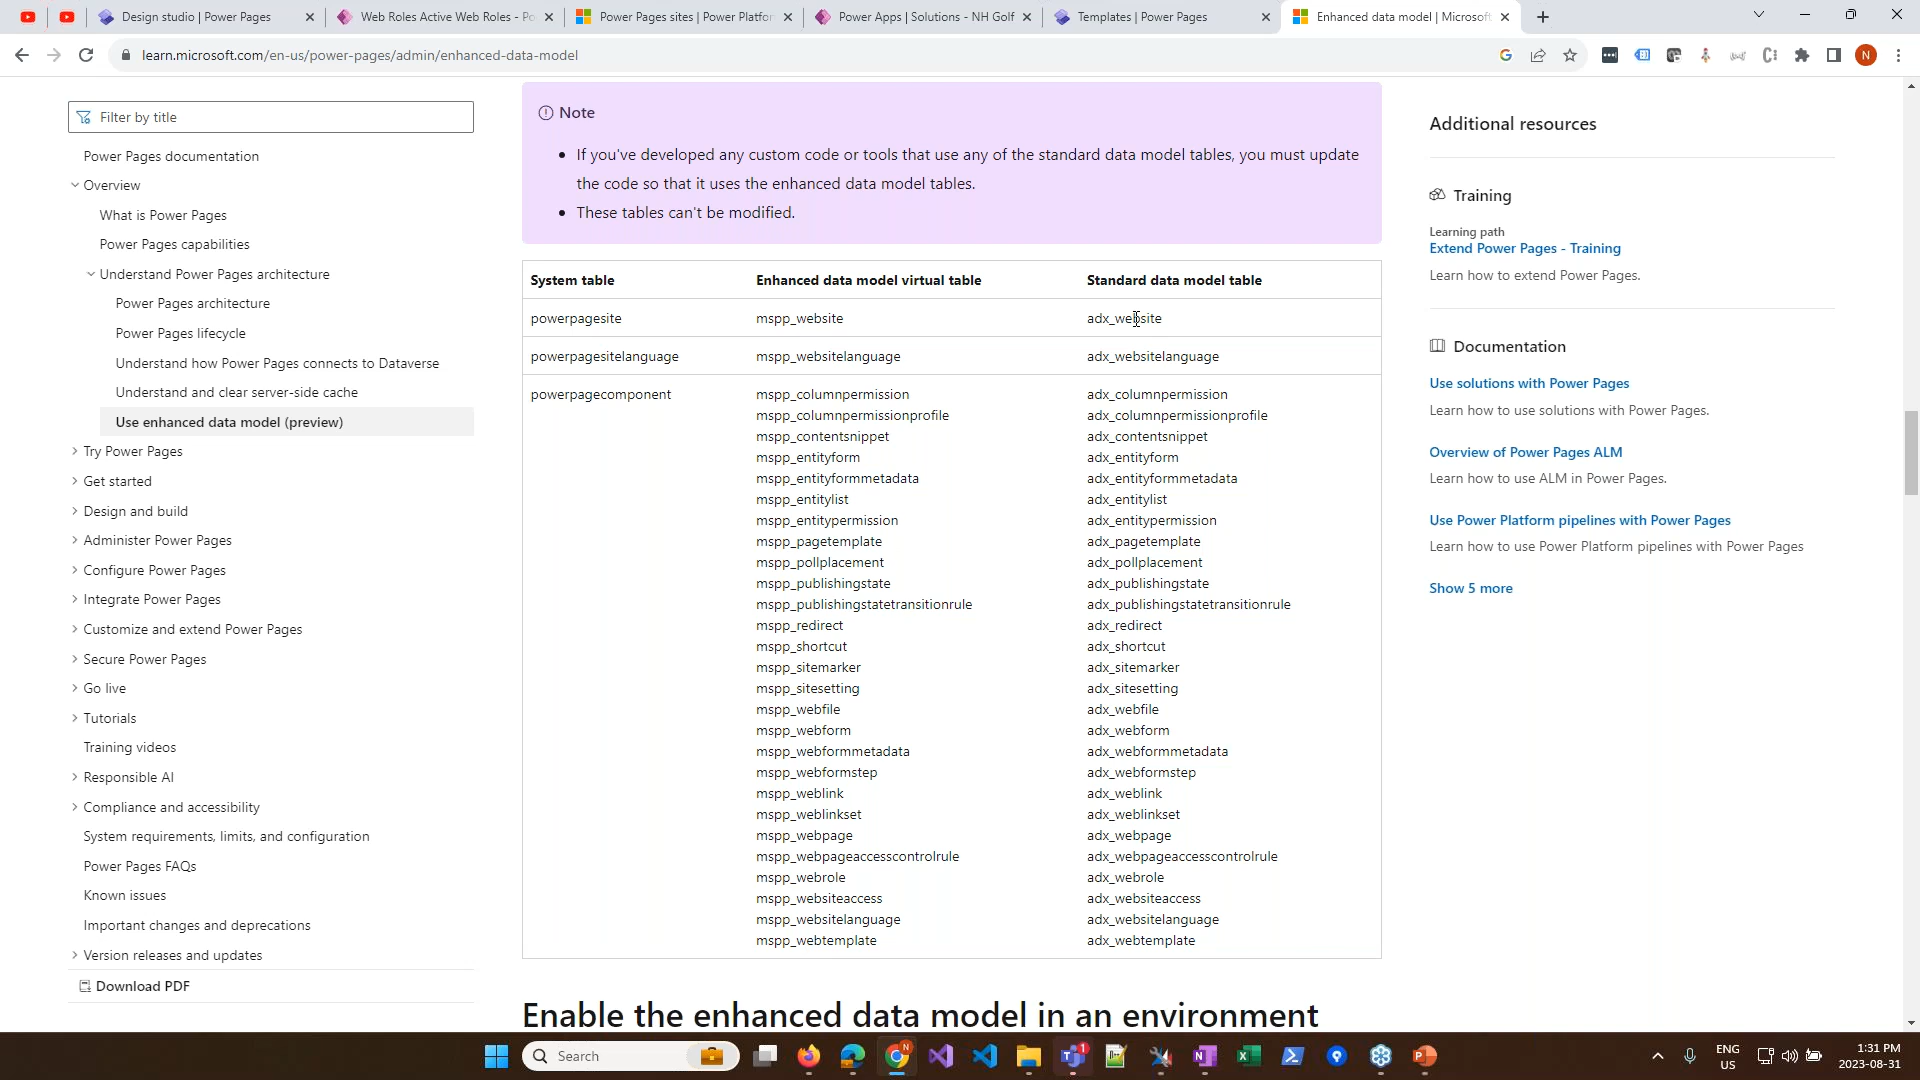 Design studio | Power Pages
Web Roles Active Web Roles - Po
Power Pages sites | Power Platfor
Power Apps | Solutions - NH Golf
Templates | Power Pages
Enhanced data model | Microsoft
learn.microsoft.com/en-us/power-pages/admin/enhanced-data-model
N
Filter by title
Power Pages documentation
Overview
What is Power Pages
Power Pages capabilities
Understand Power Pages architecture
Power Pages architecture
Power Pages lifecycle
Understand how Power Pages connects to Dataverse
Understand and clear server-side cache
Use enhanced data model (preview)
Try Power Pages
Get started
Design and build
Administer Power Pages
Configure Power Pages
Integrate Power Pages
Customize and extend Power Pages
Secure Power Pages
Go live
Tutorials
Training videos
Responsible AI
Compliance and accessibility
System requirements, limits, and configuration
Power Pages FAQs
Known issues
Important changes and deprecations
Version releases and updates
Download PDF
Note
• If you've developed any custom code or tools that use any of the standard data model tables, you must update
the code so that it uses the enhanced data model tables.
• These tables can't be modified.
System table Enhanced data model virtual table Standard data model table
powerpagesite mspp_website adx_website
powerpagesitelanguage mspp_websitelanguage adx_websitelanguage
powerpagecomponent mspp_columnpermission adx_columnpermission
mspp_columnpermissionprofile adx_columnpermissionprofile
mspp_contentsnippet adx_contentsnippet
mspp_entityform adx_entityform
mspp_entityformmetadata adx_entityformmetadata
mspp_entitylist adx_entitylist
mspp_entitypermission adx_entitypermission
mspp_pagetemplate adx_pagetemplate
mspp_pollplacement adx_pollplacement
mspp_publishingstate adx_publishingstate
mspp_publishingstatetransitionrule adx_publishingstatetransitionrule
mspp_redirect adx_redirect
mspp_shortcut adx_shortcut
mspp_sitemarker adx_sitemarker
mspp_sitesetting adx_sitesetting
mspp_webfile adx_webfile
mspp_webform adx_webform
mspp_webformmetadata adx_webformmetadata
mspp_webformstep adx_webformstep
mspp_weblink adx_weblink
mspp_weblinkset adx_weblinkset
mspp_webpage adx_webpage
mspp_webpageaccesscontrolrule adx_webpageaccesscontrolrule
mspp_webrole adx_webrole
mspp_websiteaccess adx_websiteaccess
mspp_websitelanguage adx_websitelanguage
mspp_webtemplate adx_webtemplate
Enable the enhanced data model in an environment
Additional resources
Training
Learning path
Extend Power Pages - Training
Learn how to extend Power Pages.
Documentation
Use solutions with Power Pages
Learn how to use solutions with Power Pages.
Overview of Power Pages ALM
Learn how to use ALM in Power Pages.
Use Power Platform pipelines with Power Pages
Learn how to use Power Platform pipelines with Power Pages
Show 5 more
Search
ENG
US
1:31 PM
2023-08-31